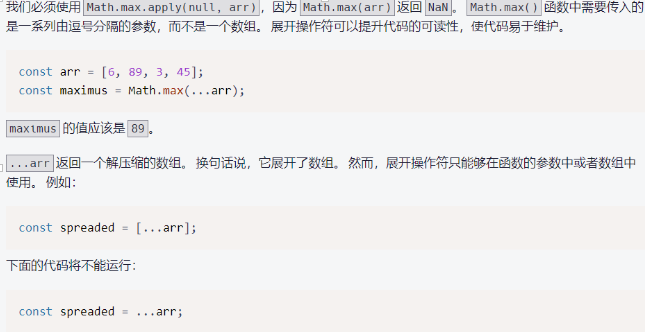 我们必须使用 Math.max.apply(null, arr)，因为 Math.max(arr) 返回 NaN。 Math.max() 函数中需要传入的
是一系列由逗号分隔的参数，而不是一个数组。 展开操作符可以提升代码的可读性，使代码易于维护。
const arr = [6, 89, 3, 45];
const maximus = Math.max(...arr);
maximus 的值应该是 89。
...arr 返回一个解压缩的数组。 换句话说，它展开了数组。 然而，展开操作符只能够在函数的参数中或者数组中
使用。 例如：
const spreaded = [...arr];
下面的代码将不能运行：
const spreaded = ...arr;